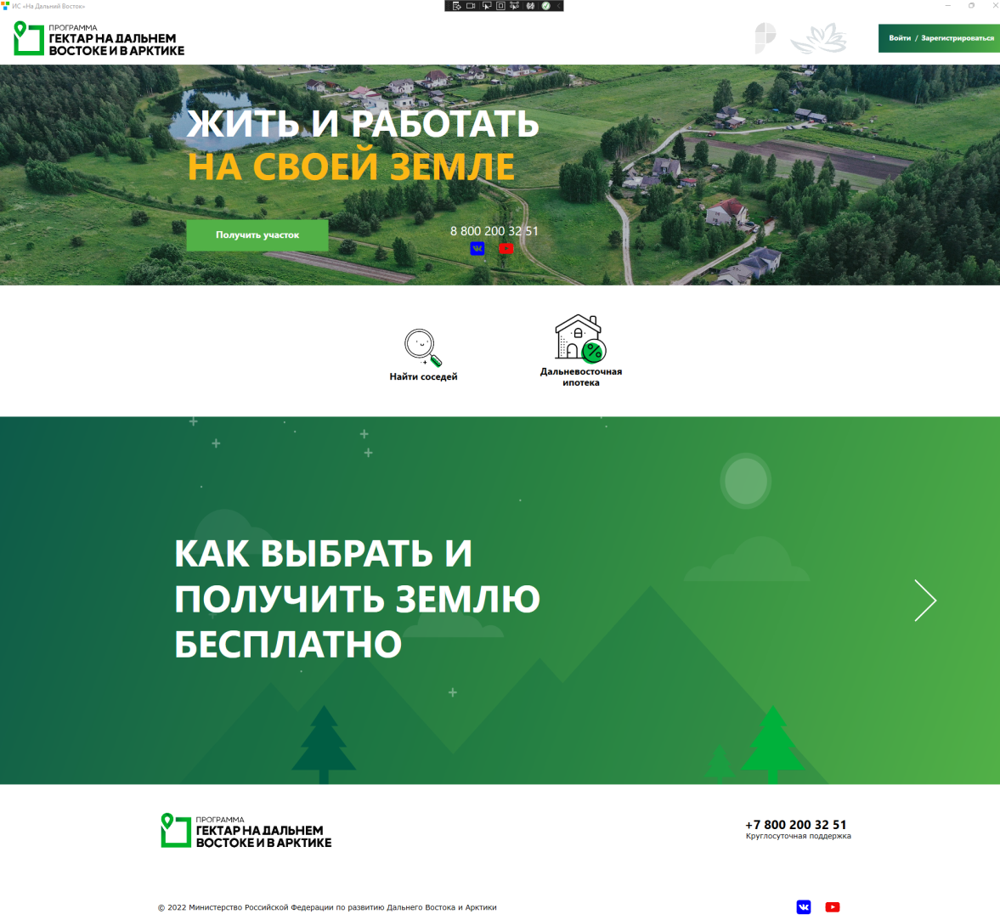 ИС «На Дальний Восток»
ПРОГРАММА
ГЕКТАР НА ДАЛЬНЕМ
ВОСТОКЕ И В АРКТИКЕ
Войти / Зарегистрироваться
ЖИТЬ И РАБОТАТЬ
НА СВОЕЙ ЗЕМЛЕ
Получить участок
8 800 200 32 51
Найти соседей
Дальневосточная
ипотека
КАК ВЫБРАТЬ И
ПОЛУЧИТЬ ЗЕМЛЮ
БЕСПЛАТНО
ПРОГРАММА
ГЕКТАР НА ДАЛЬНЕМ
ВОСТОКЕ И В АРКТИКЕ
+7 800 200 32 51
Круглосуточная поддержка
© 2022 Министерство Российской Федерации по развитию Дальнего Востока и Арктики